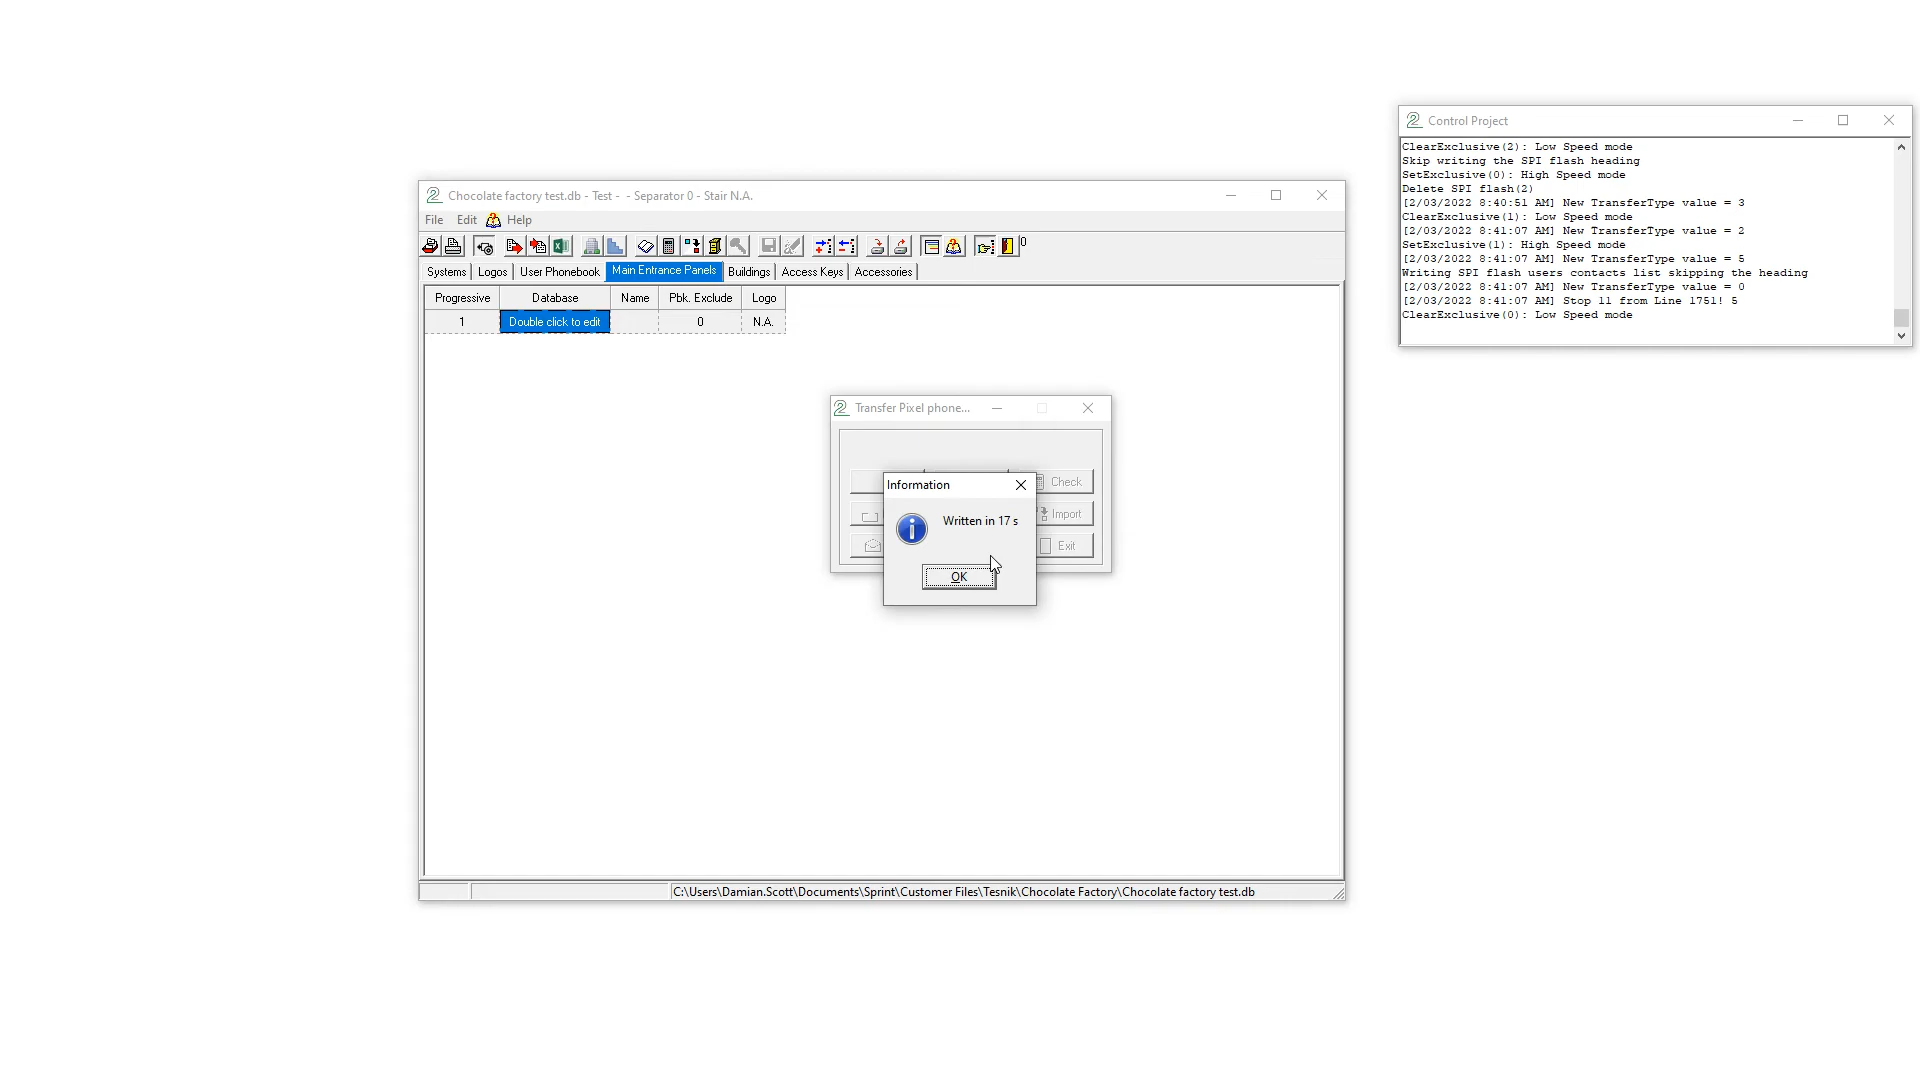 Control Project
ClearExclusive(2): Low Speed mode
Skip writing the SPI flash heading
SetExclusive(0): High Speed mode
Delete SPI flash(2)
[2/03/2022 8:40:51 AM] New TransferType value = 3
ClearExclusive(1): Low Speed mode
[2/03/2022 8:41:07 AM] New TransferType value = 2
SetExclusive(1): High Speed mode
[2/03/2022 8:41:07 AM] New TransferType value = 5
Writing SPI flash users contacts list skipping the heading
[2/03/2022 8:41:07 AM] New TransferType value = 0
[2/03/2022 8:41:07 AM] Stop 11 from Line 1751! 5
ClearExclusive(0): Low Speed mode
Chocolate factory test.db - Test - - Separator 0 - Stair N.A.
File Edit Help
0
Systems Logos User Phonebook Main Entrance Panels Buildings Access Keys Accessories
Progressive Database Name Pbk. Exclude Logo
1 Double click to edit 0 N.A.
Transfer Pixel phone...
Check
Import
Exit
Information
Written in 17 s
OK
C:\Users\Damian.Scott\Documents\Sprint\Customer Files\Tesnik\Chocolate Factory\Chocolate factory test.db